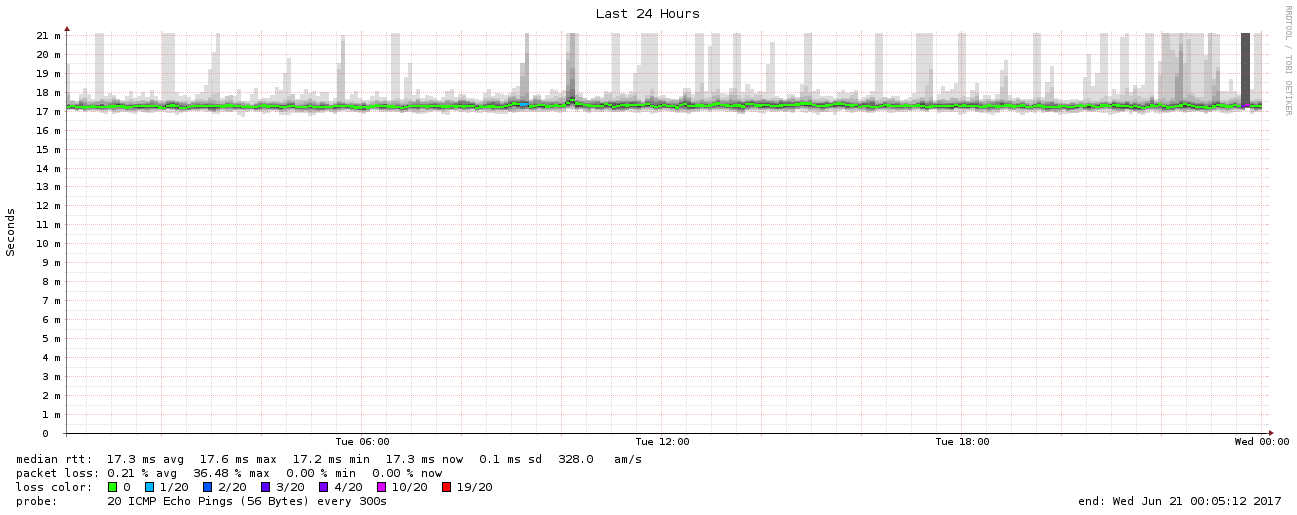 Last 24 Hours
RRDTOOL / TOBI OETIKER
Seconds
21 m
20 m
19 m
18 m
17 m
16 m
15 m
14 m
13 m
12 m
11 m
10 m
9 m
8 m
7 m
6 m
5 m
4 m
3 m
2 m
1 m
0
Tue 06:00 Tue 12:00 Tue 18:00 Wed 00:00
median rtt: 17.3 ms avg 17.6 ms max 17.2 ms min 17.3 ms now 0.1 ms sd 328.0 am/s
packet loss: 0.21 % avg 36.48 % max 0.00 % min 0.00 % now
loss color: 0 1/20 2/20 3/20 4/20 10/20 19/20
probe: 20 ICMP Echo Pings (56 Bytes) every 300s end: Wed Jun 21 00:05:12 2017